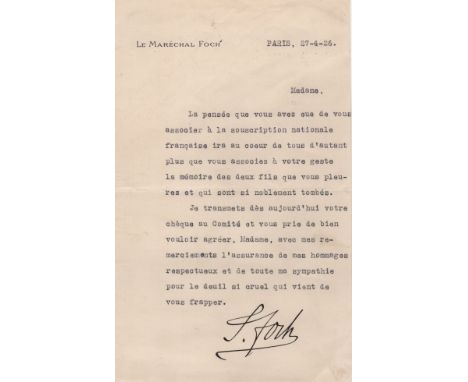 LE MARÉCHAL FOCH
PARIS, 27-4-26.
Madame,
La pensée que vous avez eue de vous
associer à la souscription nationale
française ira au coeur de tous d'autant
plus que vous associez à votre geste
la mémoire des deux fils que vous pleu-
rez et qui sont si noblement tombés.
Je transmets dès aujourd'hui votre
chèque au Comité et vous prie de bien
vouloir agréer, Madame, avec mes re-
merciements l'assurance de mes hommages
respectueux et de toute ma sympathie
pour le deuil si cruel qui vient de
vous frapper.
F. Foch